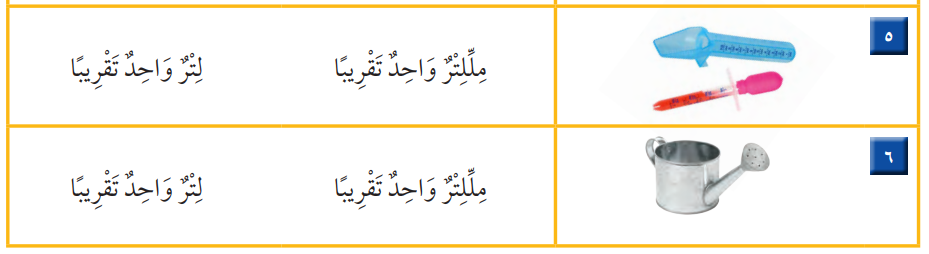 ٥
مِلِّلِتْرٌ وَاحِدٌ تَقْرِيبًا لِتْرٌ وَاحِدٌ تَقْرِيبًا
٦
مِلِّلِتْرٌ وَاحِدٌ تَقْرِيبًا لِتْرٌ وَاحِدٌ تَقْرِيبًا